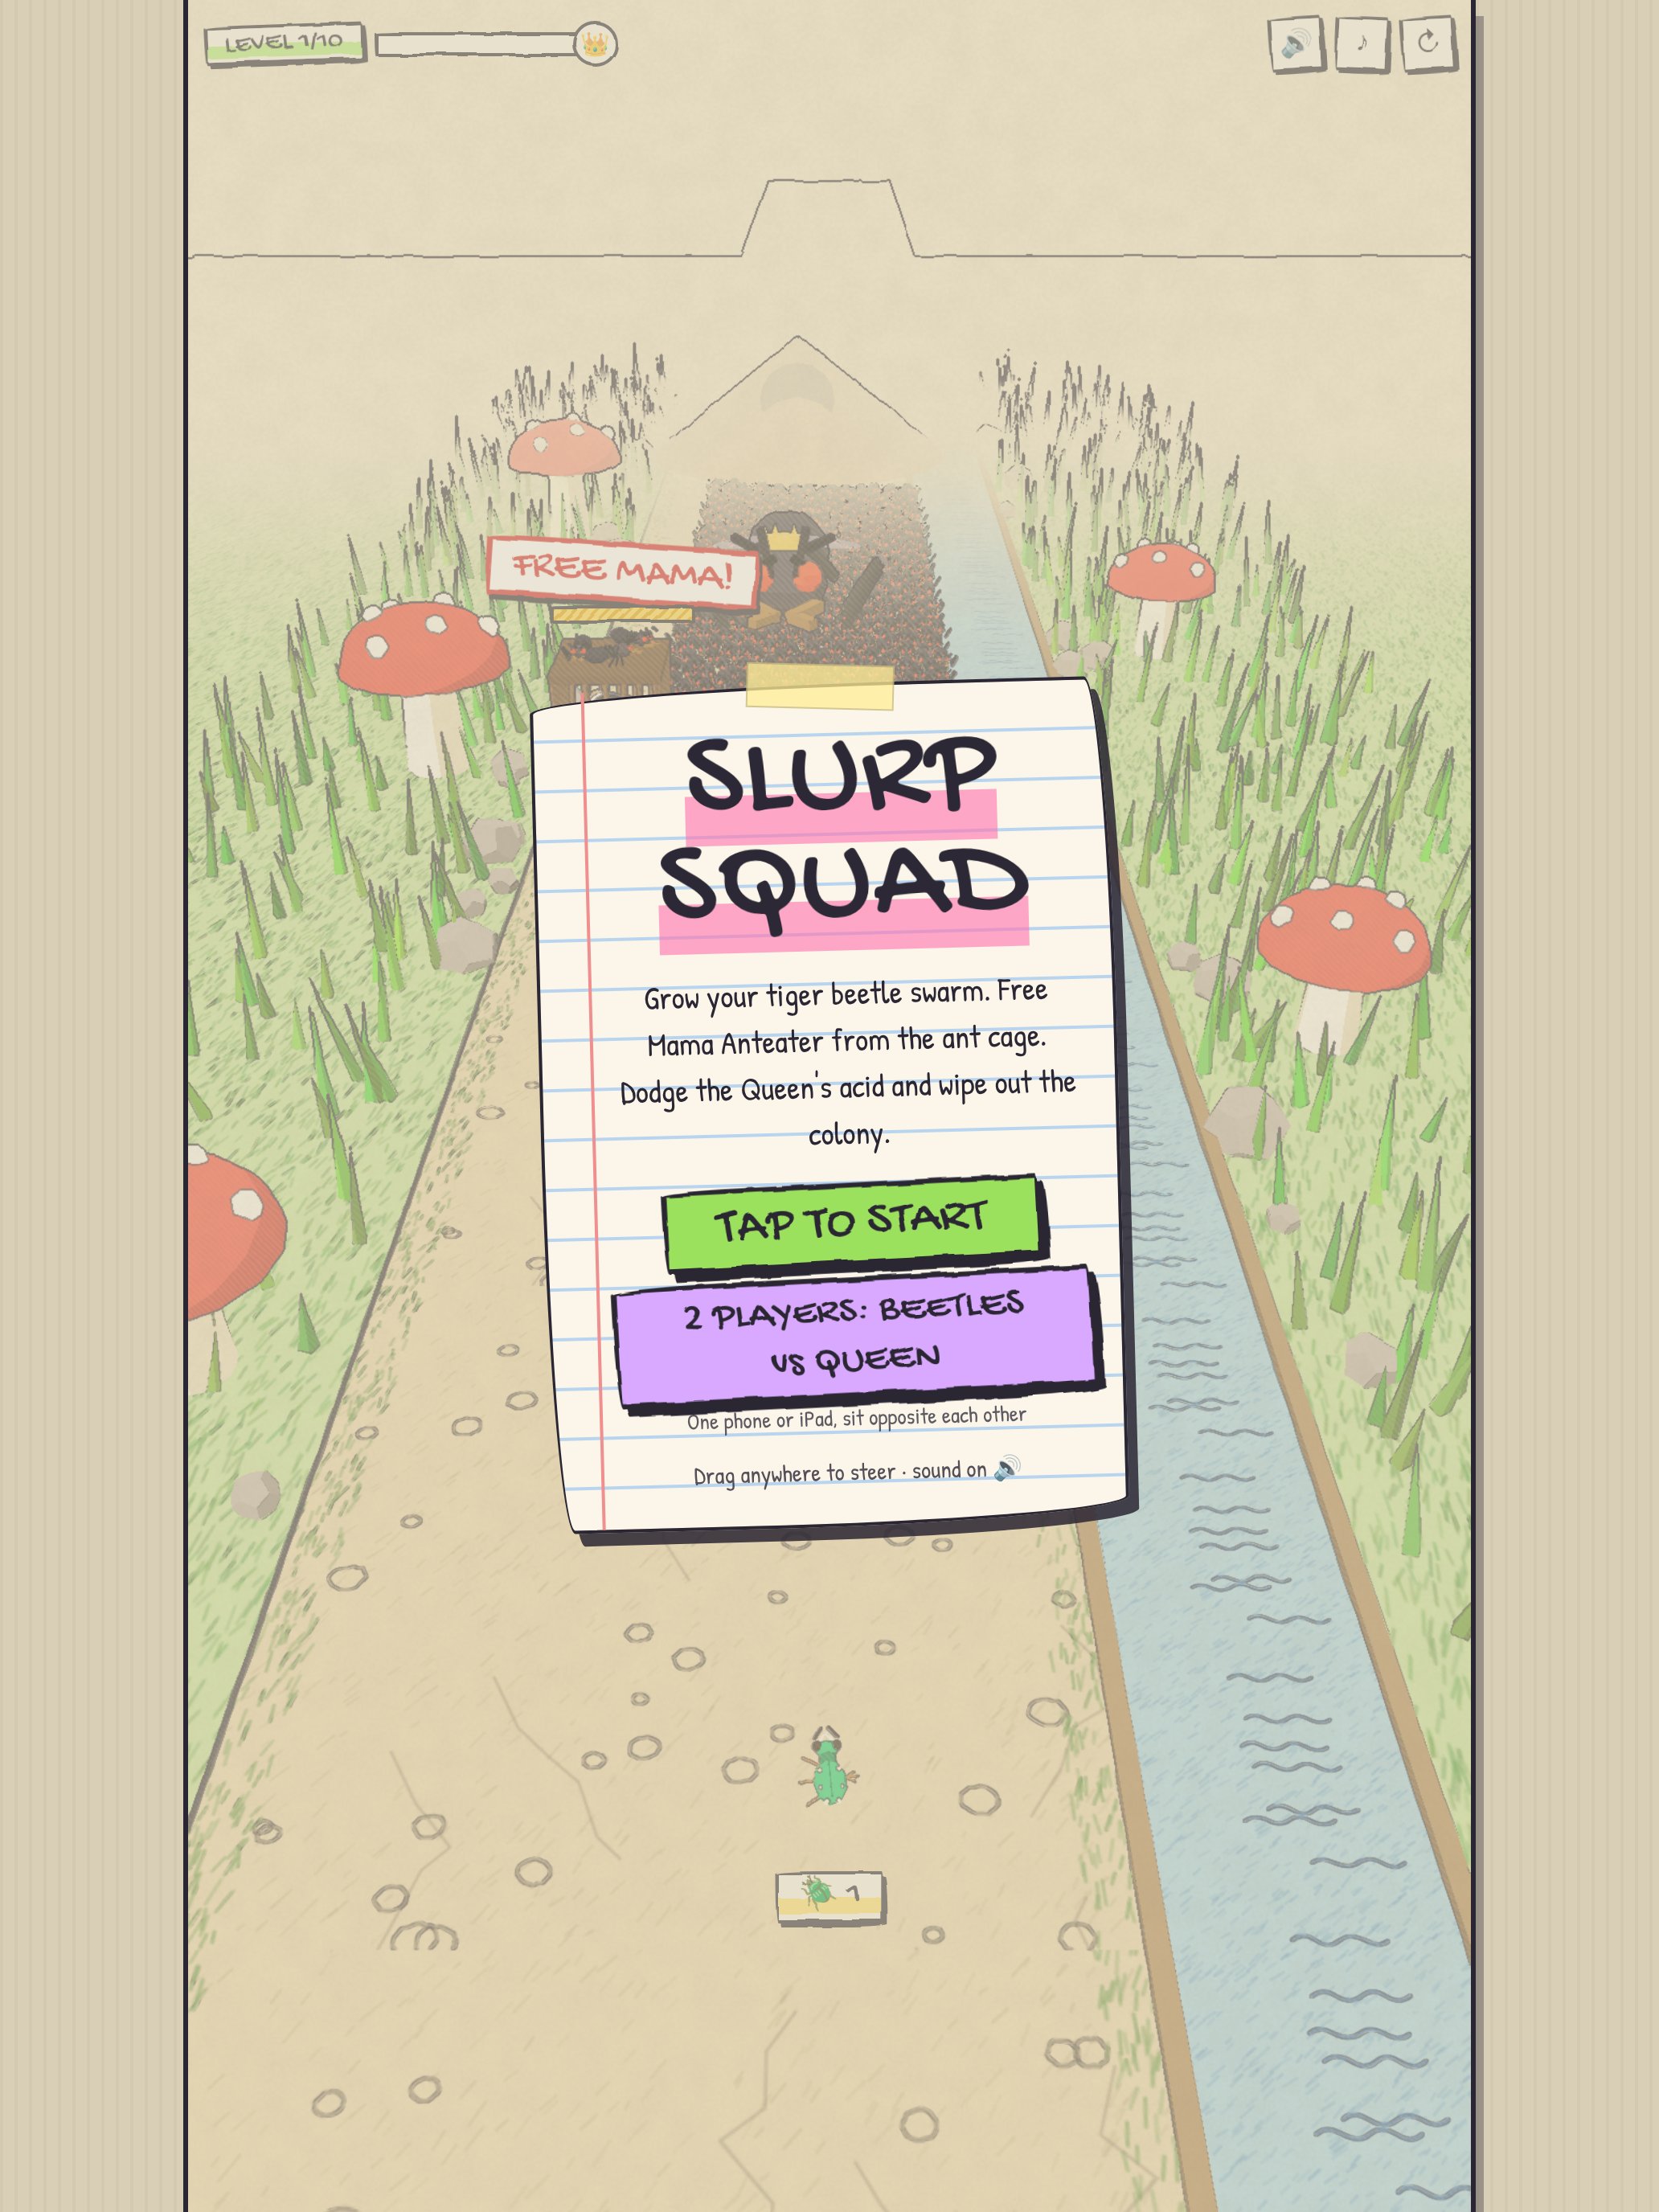 LEVEL 1/10
FREE MAMA!
SLURP
SQUAD
Grow your tiger beetle swarm. Free
Mama Anteater from the ant cage.
Dodge the Queen's acid and wipe out the
colony.
TAP TO START
2 PLAYERS: BEETLES
VS QUEEN
One phone or iPad, sit opposite each other
Drag anywhere to steer · sound on 🔊
1